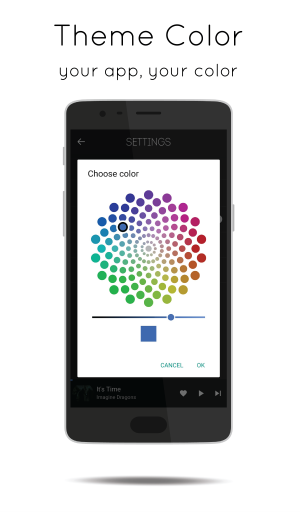 Theme Color
your app, your color
SETTINGS
Choose color
CANCEL OK
It's Time
Imagine Dragons